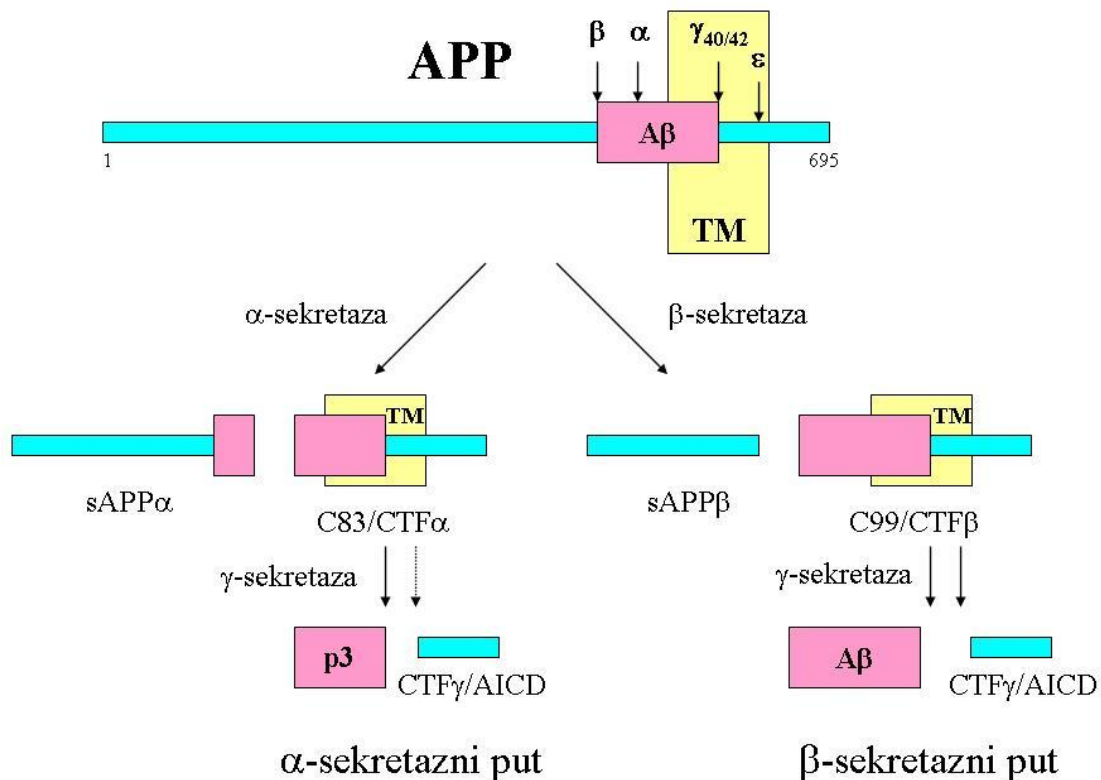 β α γ40/42
ε
APP
Aβ
1 695
TM
α-sekretaza β-sekretaza
TM TM
sAPPα sAPPβ
C83/CTFα C99/CTFβ
γ-sekretaza γ-sekretaza
p3 Aβ
CTFγ/AICD CTFγ/AICD
α-sekretazni put β-sekretazni put